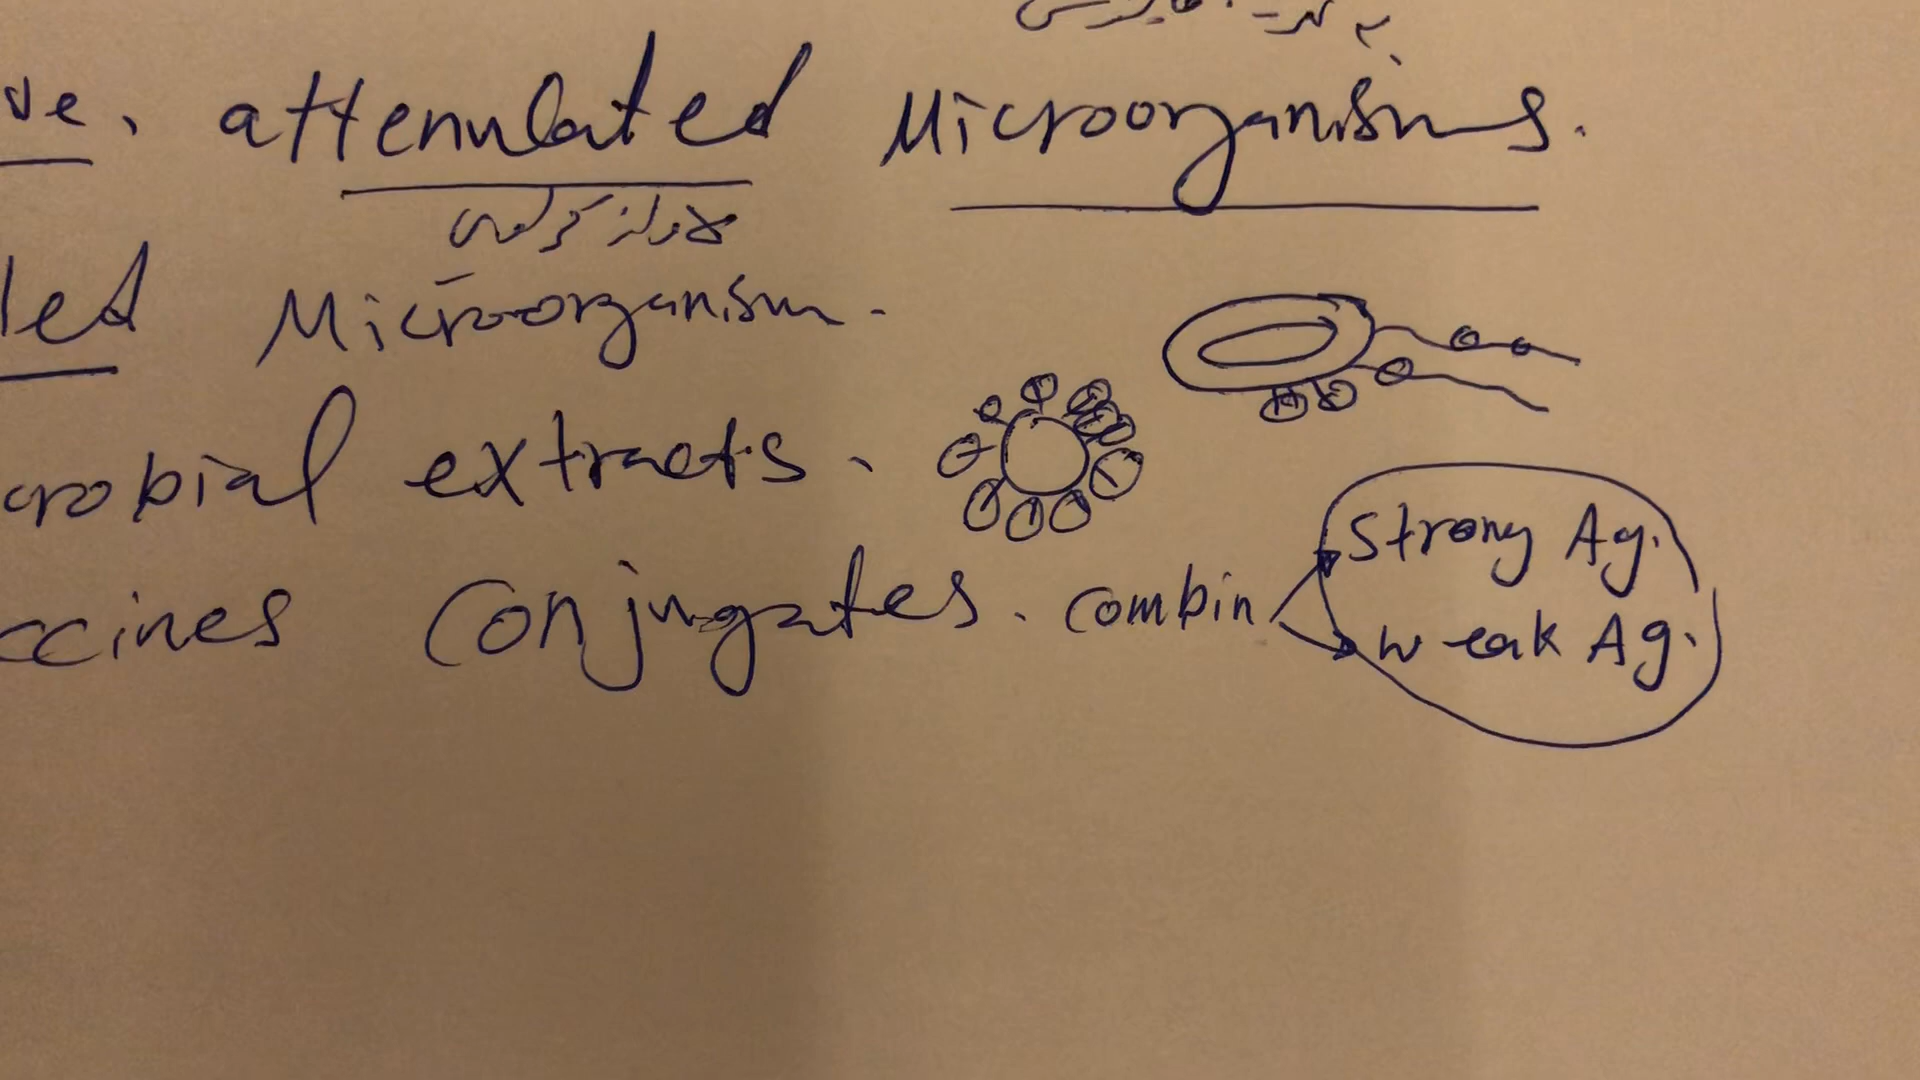 ve, attenuated Microorganisms.
led Microorganism.
crobial extracts.
ccines Conjugates. combin
Strong Ag.
weak Ag.